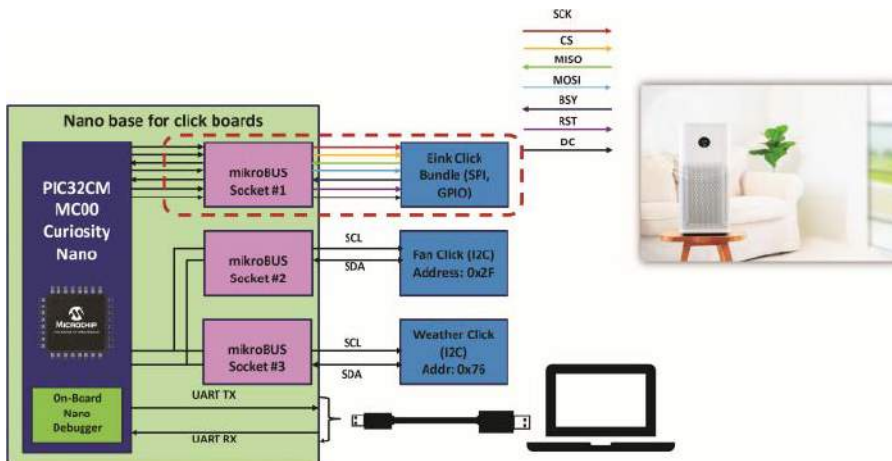 SCK
CS
MISO
MOSI
BSY
RST
DC
Nano base for click boards
PIC32CM
MC00
Curiosity
Nano
MICROCHIP
On-Board
Nano
Debugger
mikroBUS
Socket #1
Eink Click
Bundle (SPI,
GPIO)
mikroBUS
Socket #2
SCL
SDA
Fan Click (I2C)
Address: 0x2F
mikroBUS
Socket #3
SCL
SDA
Weather Click
(I2C)
Addr: 0x76
UART TX
UART RX